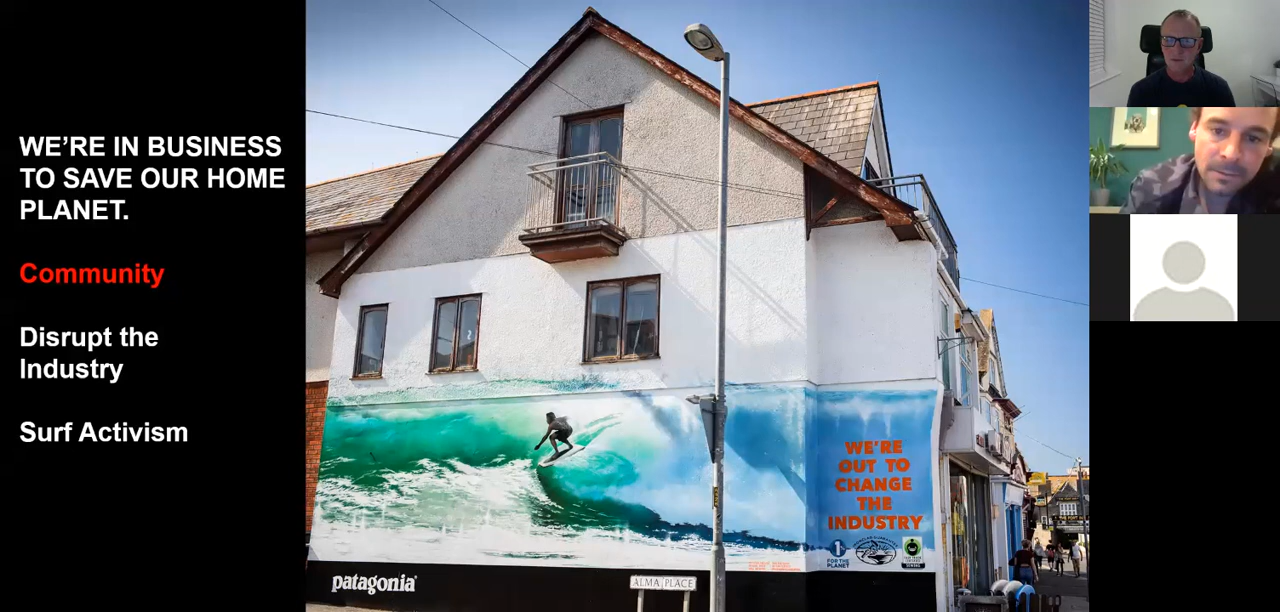 WE'RE IN BUSINESS
TO SAVE OUR HOME
PLANET.
Community
Disrupt the
Industry
Surf Activism
WE'RE
OUT TO
CHANGE
THE
INDUSTRY
1%
FOR THE
PLANET
patagonia
ALMA PLACE